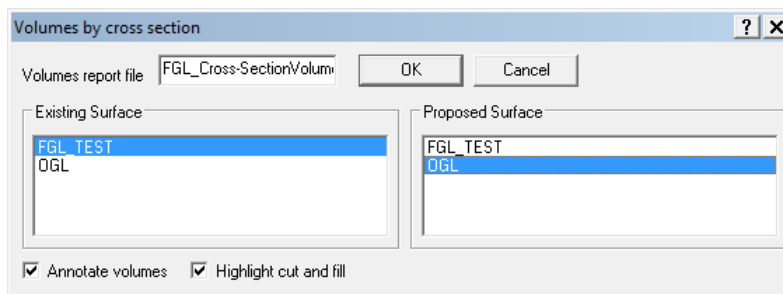 Volumes by cross section
Volumes report file FGL_Cross-SectionVolum OK Cancel
Existing Surface Proposed Surface
FGL_TEST FGL_TEST
OGL OGL
Annotate volumes Highlight cut and fill